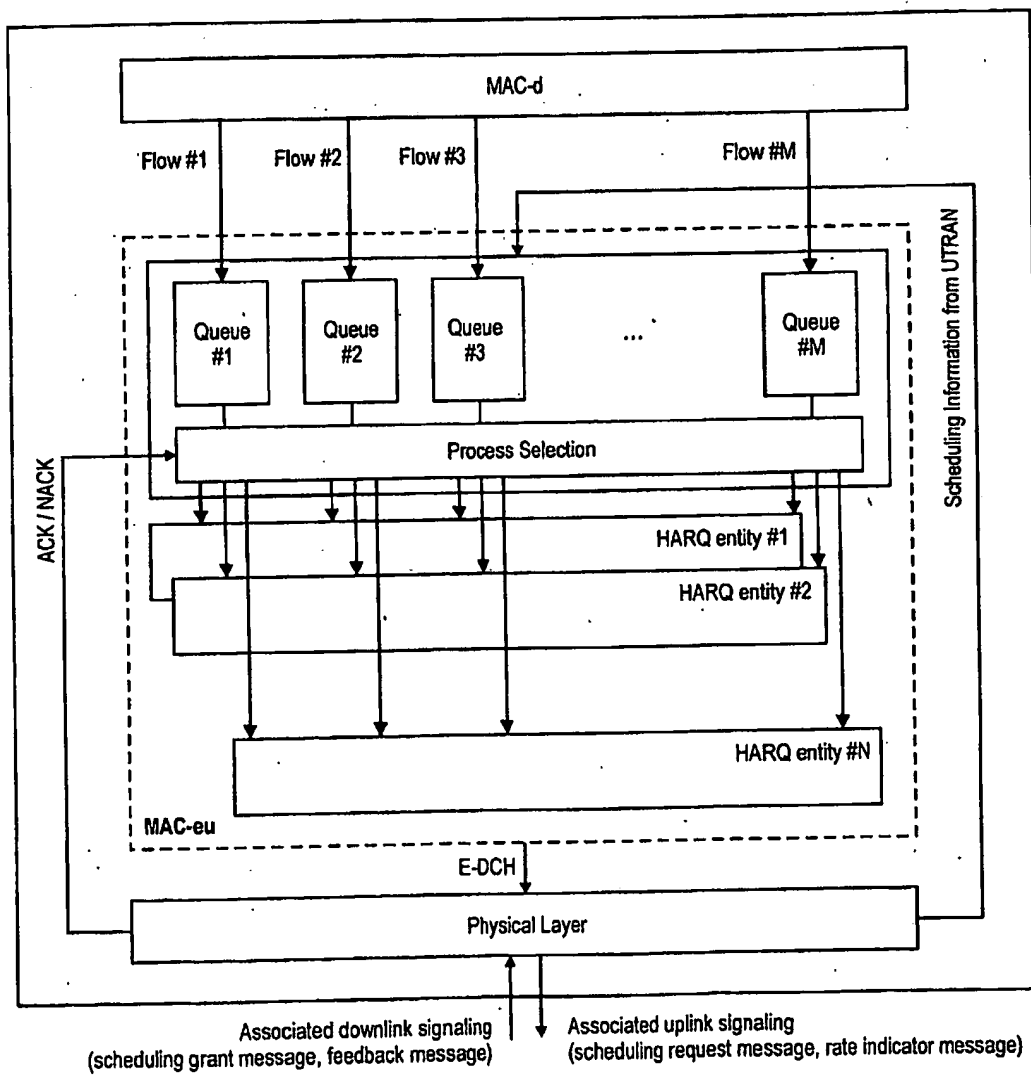 MAC-d
Flow #1
Flow #2
Flow #3
Flow #M
Scheduling Information from UTRAN
Queue
#1
Queue
#2
Queue
#3
...
Queue
#M
Process Selection
ACK / NACK
HARQ entity #1
HARQ entity #2
HARQ entity #N
MAC-eu
E-DCH
Physical Layer
Associated downlink signaling
(scheduling grant message, feedback message)
Associated uplink signaling
(scheduling request message, rate indicator message)